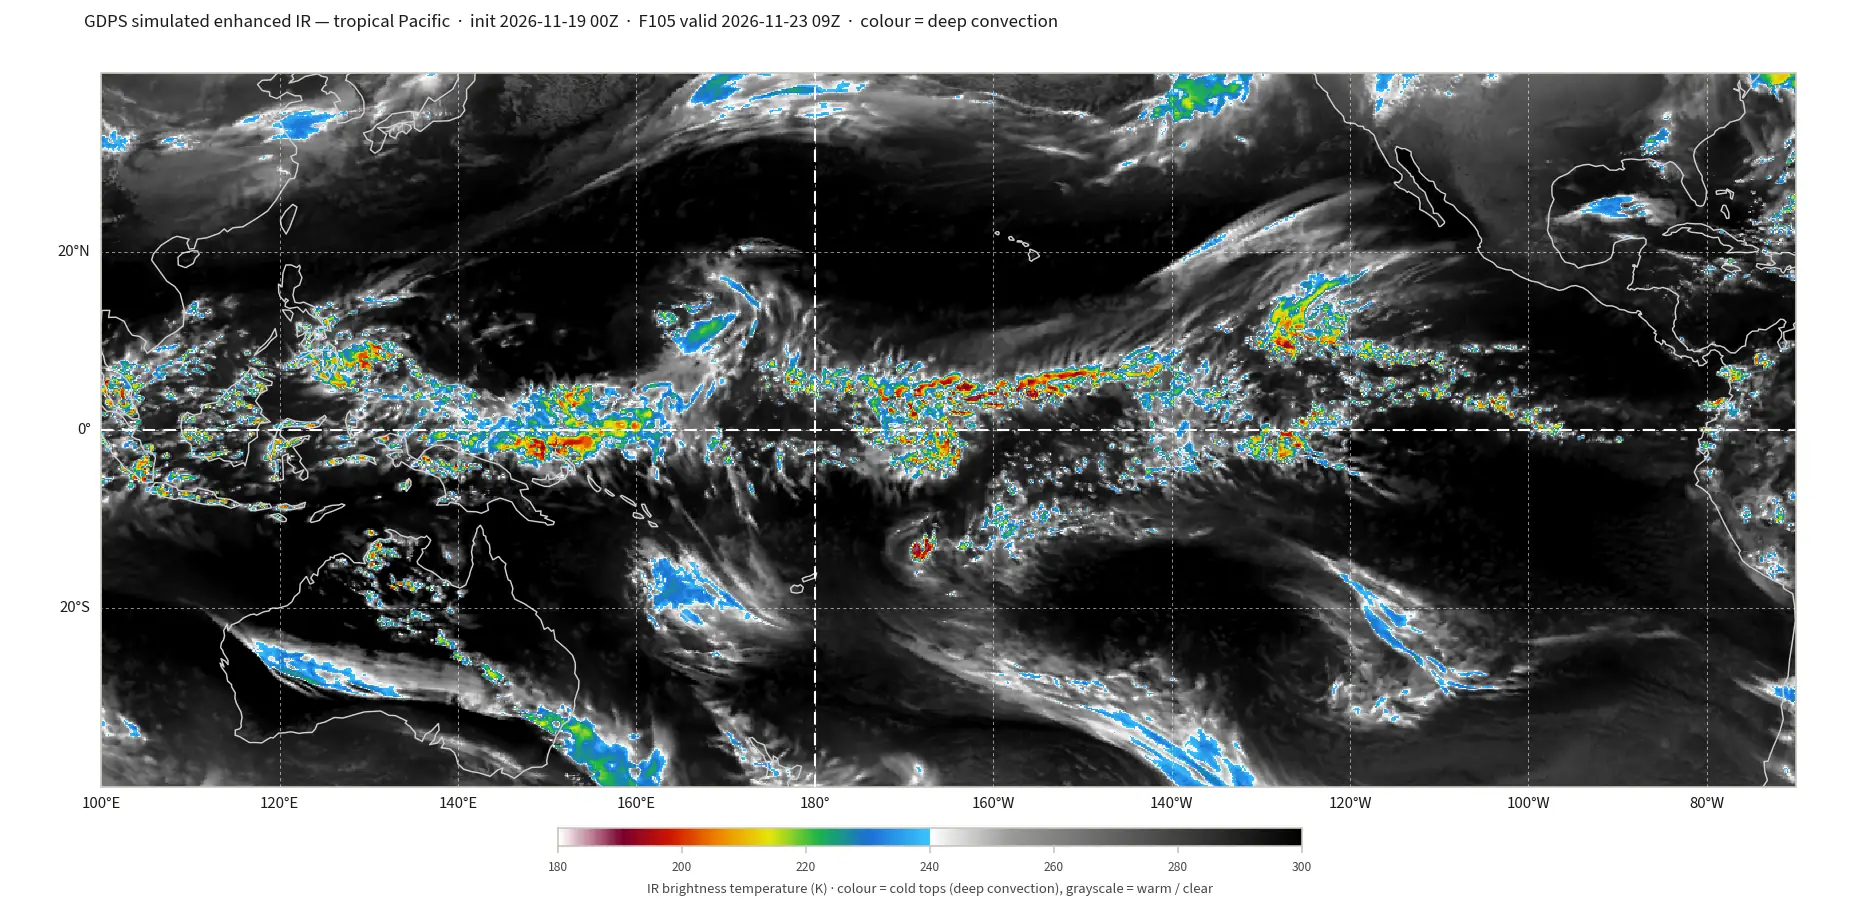 GDPS simulated enhanced IR — tropical Pacific · init 2026-11-19 00Z · F105 valid 2026-11-23 09Z · colour = deep convection
20°N
0°
20°S
100°E 120°E 140°E 160°E 180° 160°W 140°W 120°W 100°W 80°W
180 200 220 240 260 280 300
IR brightness temperature (K) · colour = cold tops (deep convection), grayscale = warm / clear